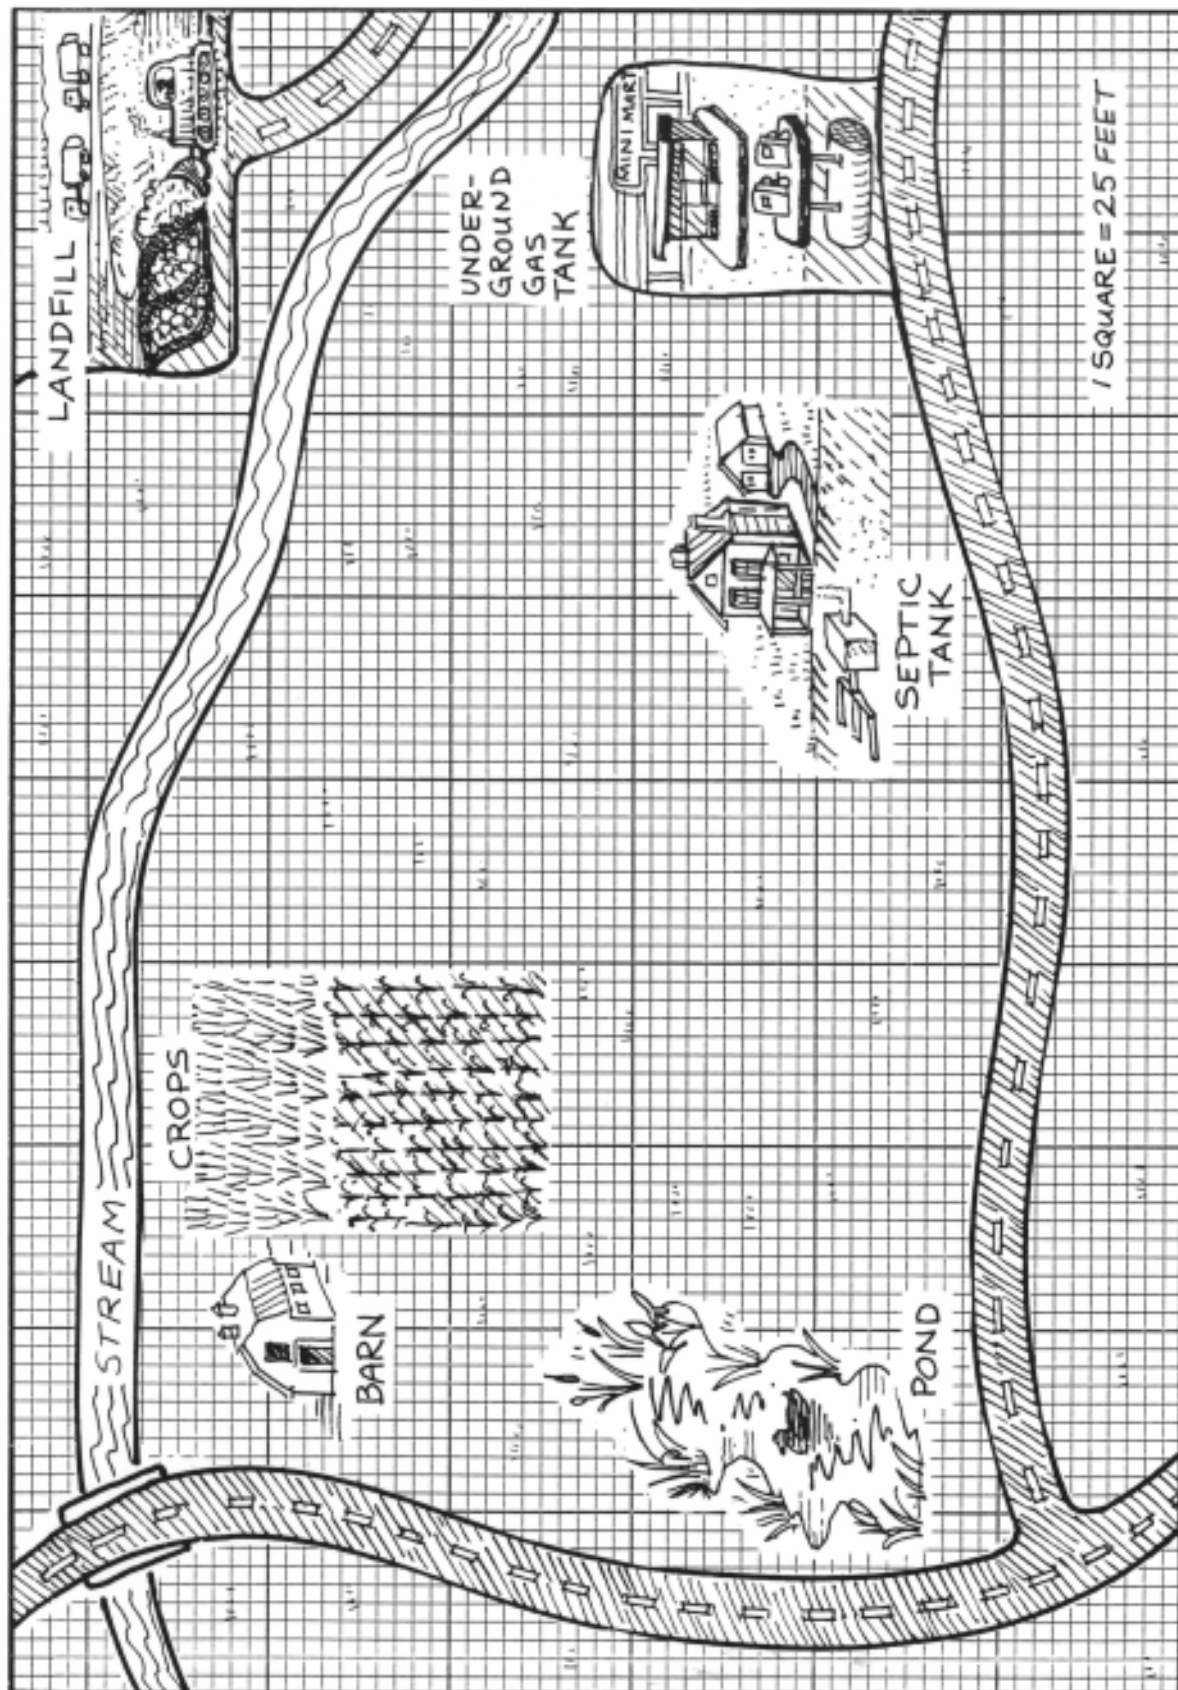 LANDFILL
UNDER-
GROUND
GAS
TANK
MINI MART
1 SQUARE = 25 FEET
SEPTIC
TANK
CROPS
STREAM
BARN
POND